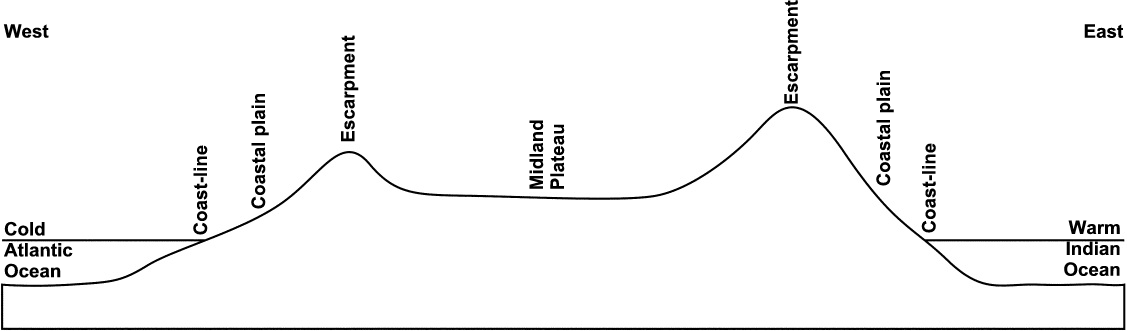 West
East
Escarpment
Escarpment
Coastal plain
Coastal plain
Midland
Plateau
Coast-line
Coast-line
Cold
Atlantic
Ocean
Warm
Indian
Ocean